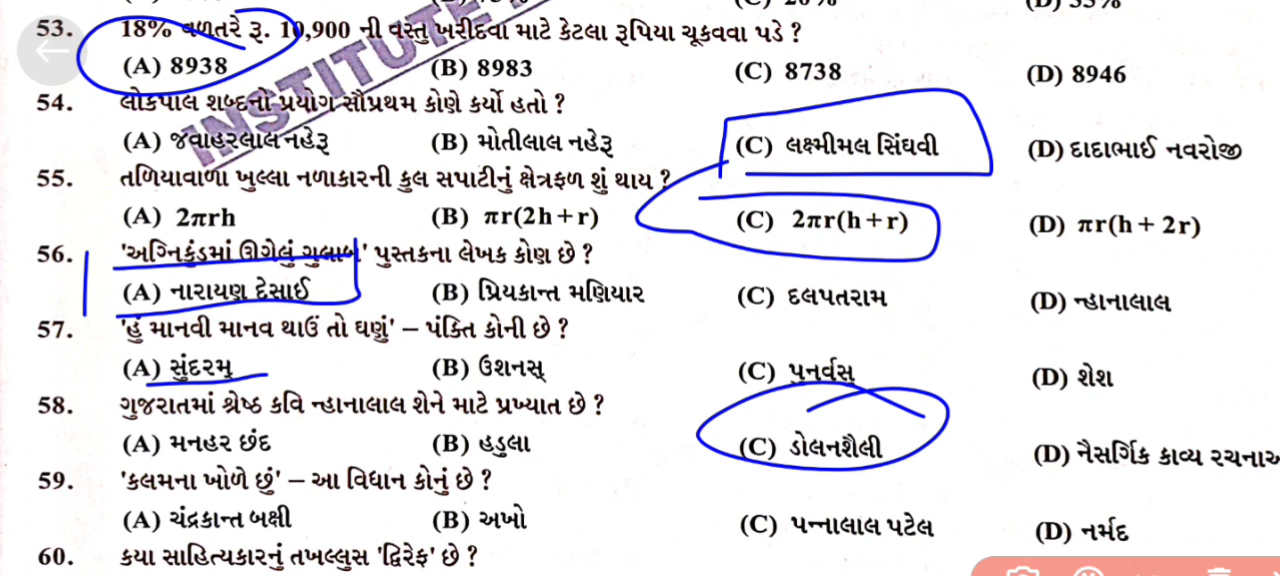 53. 18% વળતરે રૂ. 10,900 ની વસ્તુ ખરીદવા માટે કેટલા રૂપિયા ચૂકવવા પડે ?
(A) 8938 (B) 8983 (C) 8738 (D) 8946
54. લોકપાલ શબ્દનો પ્રયોગ સૌપ્રથમ કોણે કર્યો હતો ?
(A) જવાહરલાલ નહેરૂ (B) મોતીલાલ નહેરૂ (C) લક્ષ્મીમલ સિંઘવી (D) દાદાભાઈ નવરોજી
INSTITUTE
55. તળિયાવાળા ખુલ્લા નળાકારની કુલ સપાટીનું ક્ષેત્રફળ શું થાય ?
(A) 2πrh (B) πr(2h+r) (C) 2πr(h+r) (D) πr(h + 2r)
56. 'અગ્નિકુંડમાં ઊગેલું ગુલાબ' પુસ્તકના લેખક કોણ છે ?
(A) નારાયણ દેસાઈ (B) પ્રિયકાન્ત મણિયાર (C) દલપતરામ (D) ન્હાનાલાલ
57. 'હું માનવી માનવ થાઉં તો ઘણું' – પંક્તિ કોની છે ?
(A) સુંદરમ્ (B) ઉશનસ્ (C) પુનર્વસુ (D) શેશ
58. ગુજરાતમાં શ્રેષ્ઠ કવિ ન્હાનાલાલ શેને માટે પ્રખ્યાત છે ?
(A) મનહર છંદ (B) હડુલા (C) ડોલનશૈલી (D) નૈસર્ગિક કાવ્ય
59. 'કલમના ખોળે છું' – આ વિધાન કોનું છે ?
(A) ચંદ્રકાન્ત બક્ષી (B) અખો (C) પન્નાલાલ પટેલ (D) નર્મદ
60. કયા સાહિત્યકારનું તખલ્લુસ 'દ્વિરેફ' છે ?